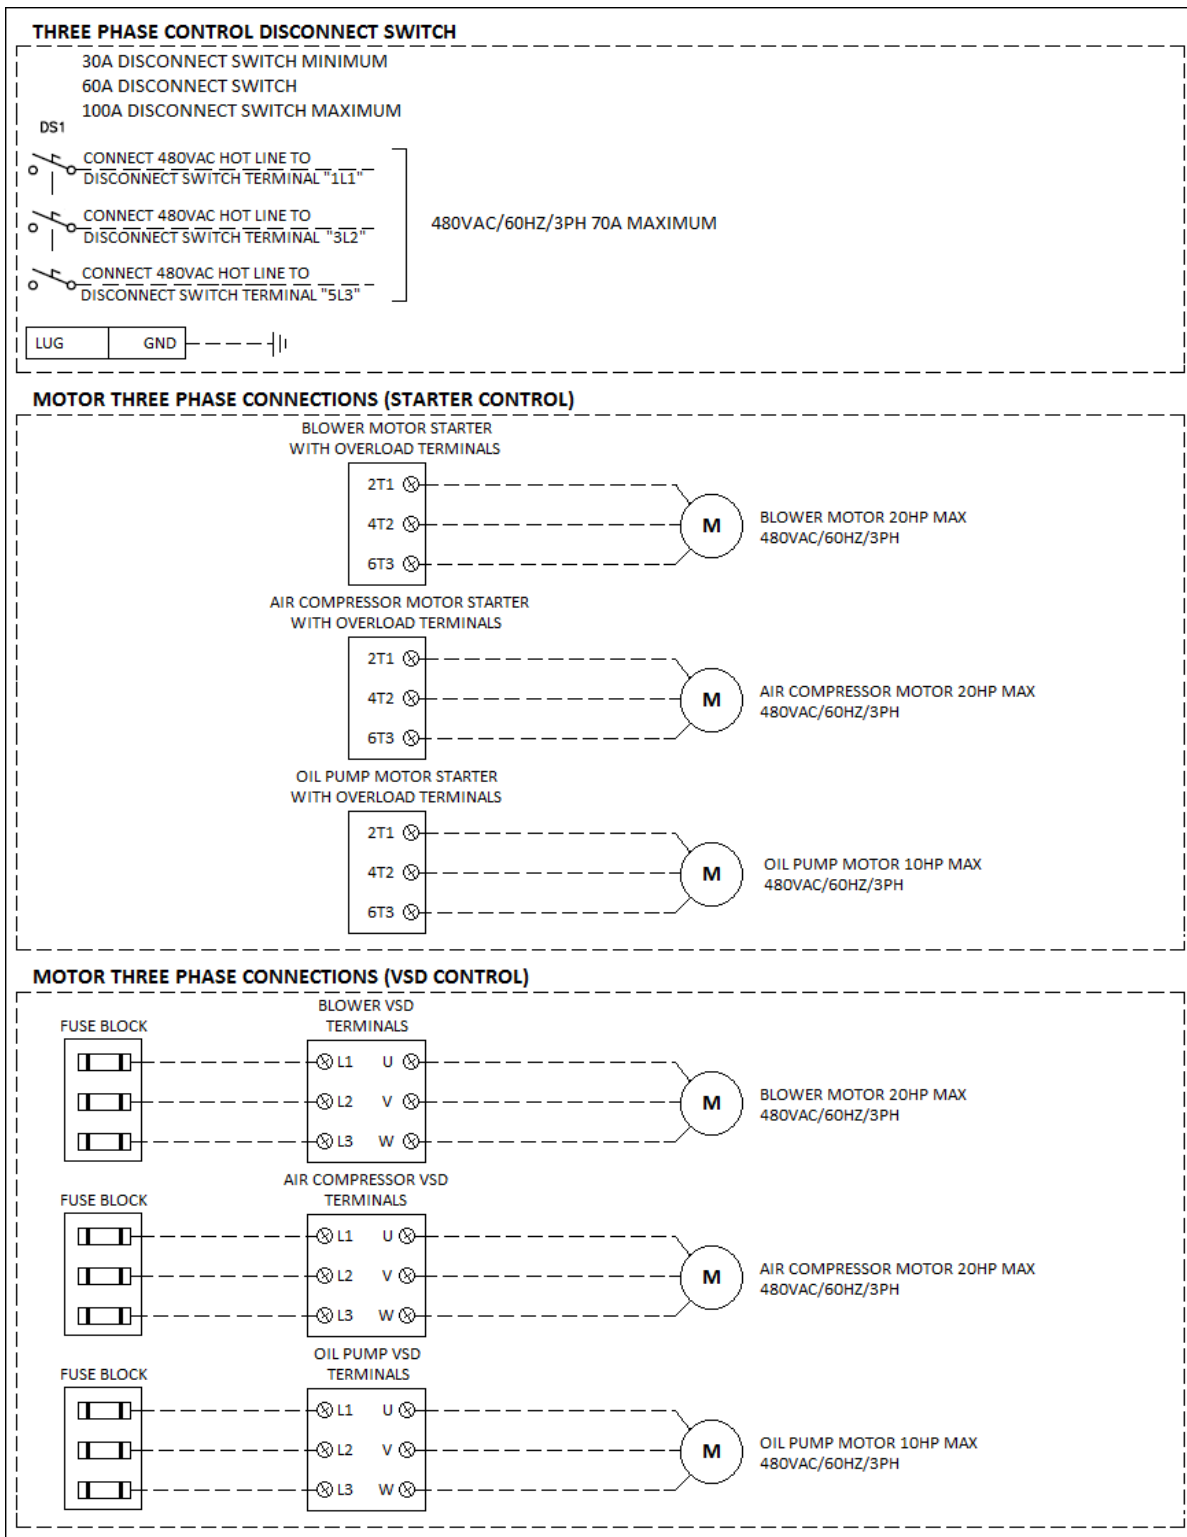 THREE PHASE CONTROL DISCONNECT SWITCH
30A DISCONNECT SWITCH MINIMUM
60A DISCONNECT SWITCH
100A DISCONNECT SWITCH MAXIMUM
DS1
CONNECT 480VAC HOT LINE TO
DISCONNECT SWITCH TERMINAL "1L1"
CONNECT 480VAC HOT LINE TO
DISCONNECT SWITCH TERMINAL "3L2"
480VAC/60HZ/3PH 70A MAXIMUM
CONNECT 480VAC HOT LINE TO
DISCONNECT SWITCH TERMINAL "5L3"
LUG GND
MOTOR THREE PHASE CONNECTIONS (STARTER CONTROL)
BLOWER MOTOR STARTER
WITH OVERLOAD TERMINALS
2T1
4T2
6T3
M
BLOWER MOTOR 20HP MAX
480VAC/60HZ/3PH
AIR COMPRESSOR MOTOR STARTER
WITH OVERLOAD TERMINALS
2T1
4T2
6T3
M
AIR COMPRESSOR MOTOR 20HP MAX
480VAC/60HZ/3PH
OIL PUMP MOTOR STARTER
WITH OVERLOAD TERMINALS
2T1
4T2
6T3
M
OIL PUMP MOTOR 10HP MAX
480VAC/60HZ/3PH
MOTOR THREE PHASE CONNECTIONS (VSD CONTROL)
FUSE BLOCK
BLOWER VSD
TERMINALS
L1 U
L2 V
L3 W
M
BLOWER MOTOR 20HP MAX
480VAC/60HZ/3PH
FUSE BLOCK
AIR COMPRESSOR VSD
TERMINALS
L1 U
L2 V
L3 W
M
AIR COMPRESSOR MOTOR 20HP MAX
480VAC/60HZ/3PH
FUSE BLOCK
OIL PUMP VSD
TERMINALS
L1 U
L2 V
L3 W
M
OIL PUMP MOTOR 10HP MAX
480VAC/60HZ/3PH